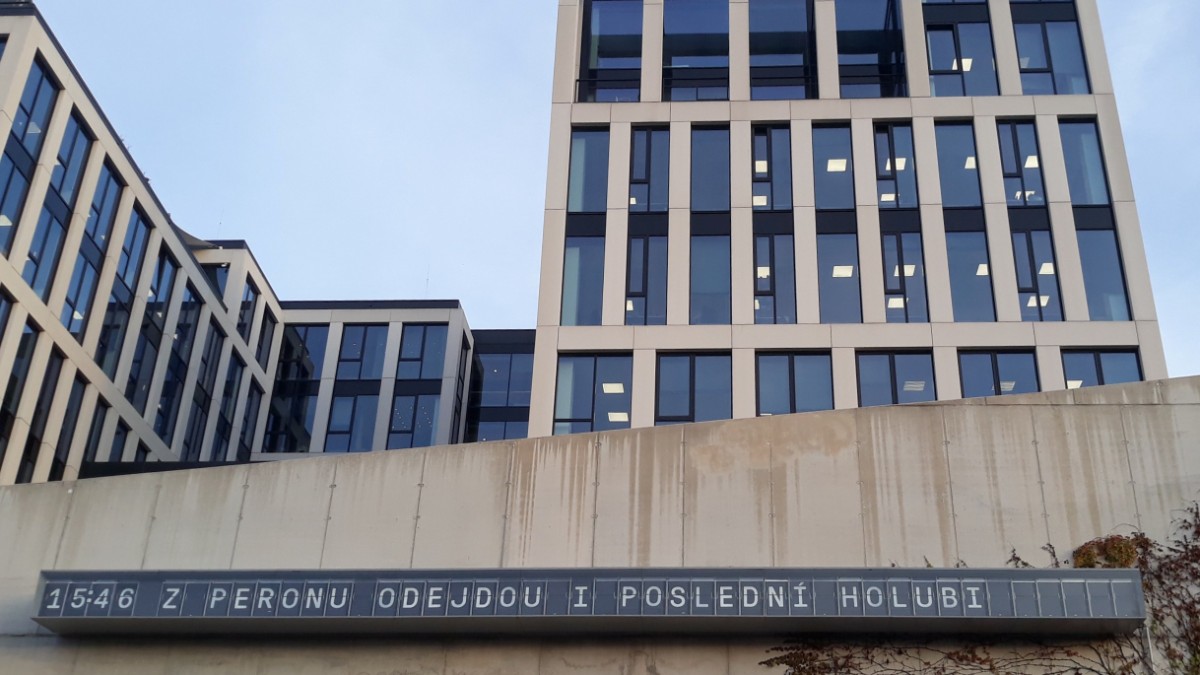 15:46 Z PERONU ODEJDOU I POSLEDNÍ HOLUBI